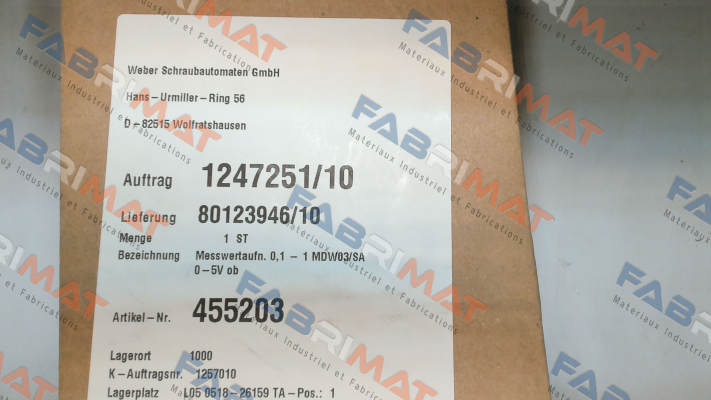 Weber Schraubautomaten GmbH
Hans-Urmiller-Ring 56
D-82515 Wolfratshausen
Auftrag 1247251/10
Lieferung 80123946/10
Menge 1 ST
Bezeichnung Messwertaufn. 0,1 - 1 MDW03/SA
0-5V ob
Artikel-Nr. 455203
Lagerort 1000
K-Auftragsnr. 1257010
Lagerplatz L05 0518-26159 TA-Pos.: 1
FABRIMAT
Materiaux Industriel et Fabrications